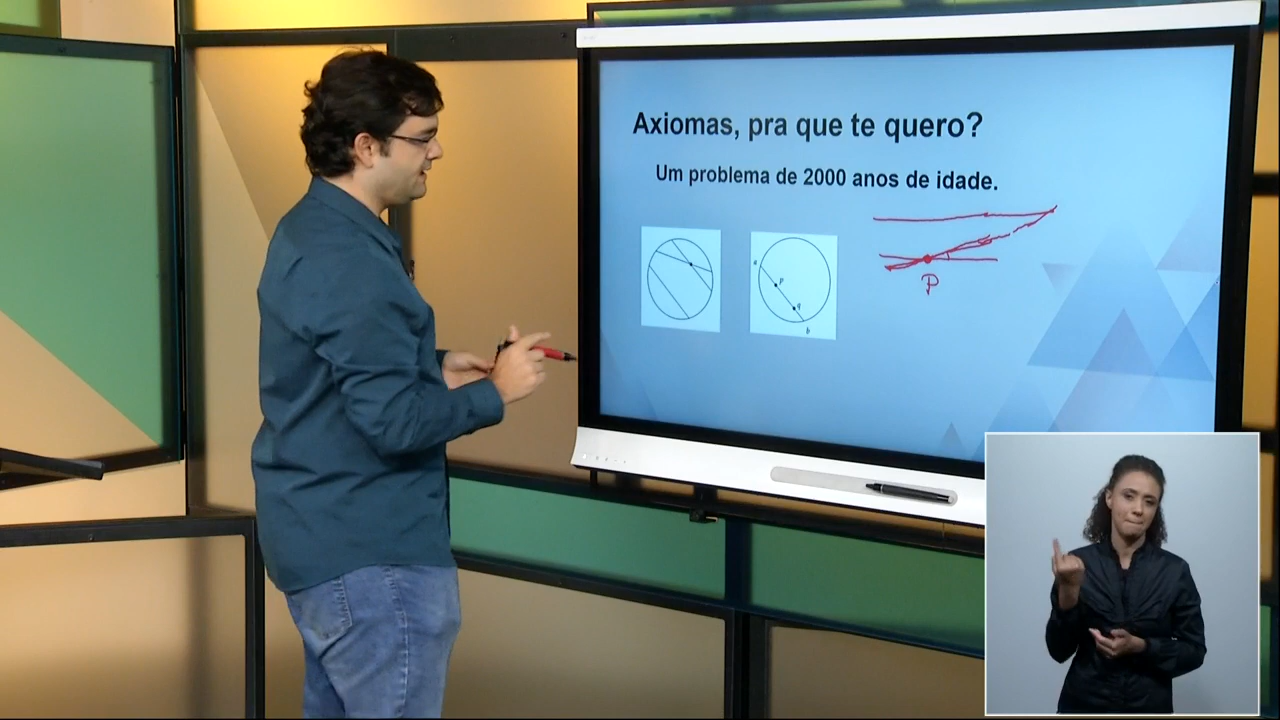 Axiomas, pra que te quero?
Um problema de 2000 anos de idade.
a
p
q
b
P